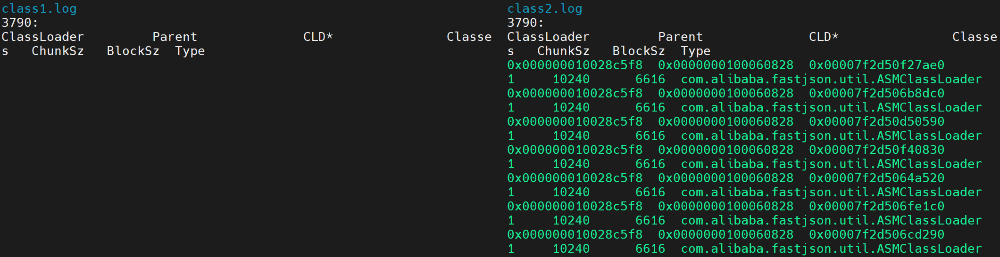 class1.log
3790:
ClassLoader         Parent              CLD*               Classe
s   ChunkSz   BlockSz  Type
class2.log
3790:
ClassLoader         Parent              CLD*               Classe
s   ChunkSz   BlockSz  Type
0x000000010028c5f8  0x0000000100060828  0x00007f2d50f27ae0
1     10240      6616  com.alibaba.fastjson.util.ASMClassLoader
0x000000010028c5f8  0x0000000100060828  0x00007f2d506b8dc0
1     10240      6616  com.alibaba.fastjson.util.ASMClassLoader
0x000000010028c5f8  0x0000000100060828  0x00007f2d50d50590
1     10240      6616  com.alibaba.fastjson.util.ASMClassLoader
0x000000010028c5f8  0x0000000100060828  0x00007f2d50f40830
1     10240      6616  com.alibaba.fastjson.util.ASMClassLoader
0x000000010028c5f8  0x0000000100060828  0x00007f2d5064a520
1     10240      6616  com.alibaba.fastjson.util.ASMClassLoader
0x000000010028c5f8  0x0000000100060828  0x00007f2d506fe1c0
1     10240      6616  com.alibaba.fastjson.util.ASMClassLoader
0x000000010028c5f8  0x0000000100060828  0x00007f2d506cd290
1     10240      6616  com.alibaba.fastjson.util.ASMClassLoader